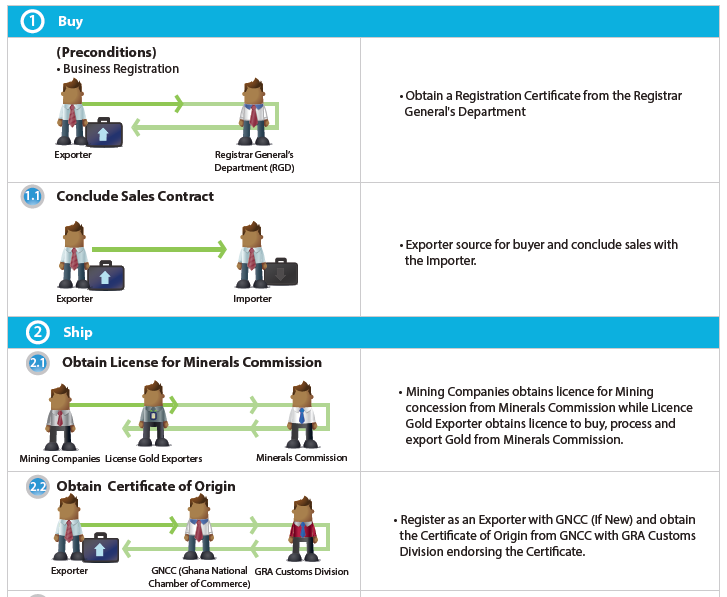 1 Buy
(Preconditions)
• Business Registration
Exporter
Registrar General's
Department (RGD)
• Obtain a Registration Certificate from the Registrar
General's Department
1.1 Conclude Sales Contract
Exporter
Importer
• Exporter source for buyer and conclude sales with
the Importer.
2 Ship
2.1 Obtain License for Minerals Commission
Mining Companies
License Gold Exporters
Minerals Commission
• Mining Companies obtains licence for Mining
concession from Minerals Commission while Licence
Gold Exporter obtains licence to buy, process and
export Gold from Minerals Commission.
2.2 Obtain Certificate of Origin
Exporter
GNCC (Ghana National
Chamber of Commerce)
GRA Customs Division
• Register as an Exporter with GNCC (If New) and obtain
the Certificate of Origin from GNCC with GRA Customs
Division endorsing the Certificate.